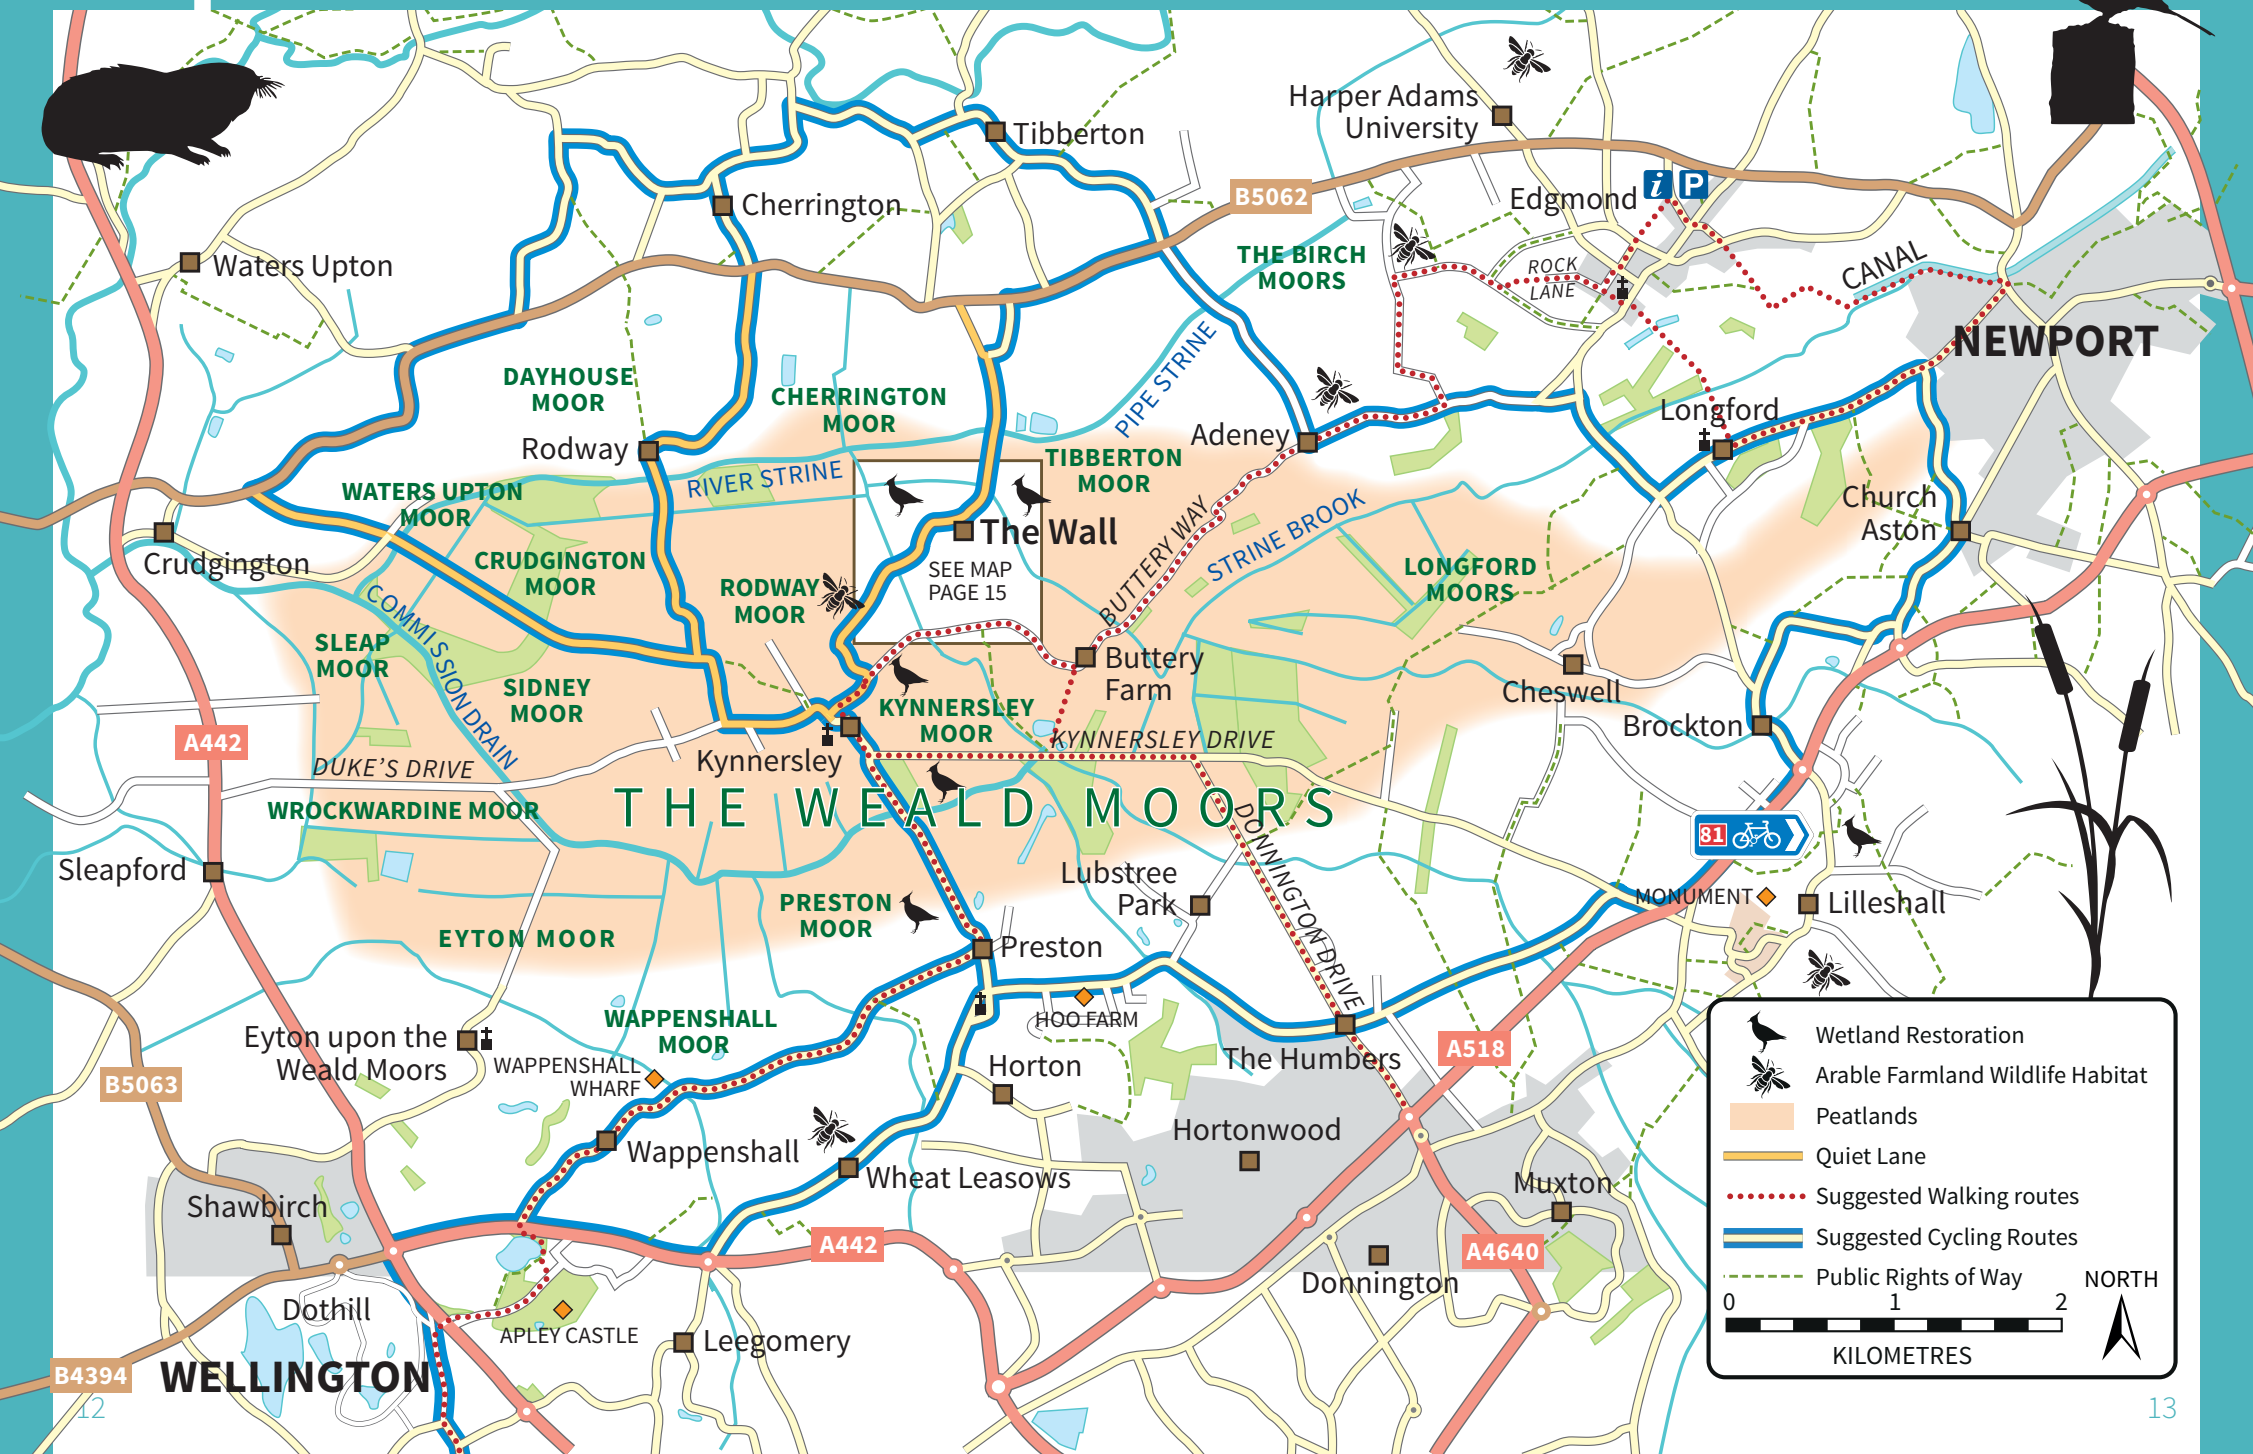 Harper Adams
University
Tibberton
B5062
Edgmond
i
P
Cherrington
Waters Upton
THE BIRCH
MOORS
ROCK
LANE
CANAL
NEWPORT
PIPE STRINE
DAYHOUSE
MOOR
CHERRINGTON
MOOR
Longford
Rodway
Adeney
TIBBERTON
MOOR
RIVER STRINE
WATERS UPTON
MOOR
Church
Aston
The Wall
SEE MAP
PAGE 15
BUTTERY WAY
STRINE BROOK
Crudgington
CRUDGINGTON
MOOR
RODWAY
MOOR
LONGFORD
MOORS
COMMISSION DRAIN
SLEAP
MOOR
SIDNEY
MOOR
Buttery
Farm
Cheswell
KYNNERSLEY
MOOR
Brockton
A442
KYNNERSLEY DRIVE
Kynnersley
DUKE'S DRIVE
WROCKWARDINE MOOR
THE WEALD MOORS
DONNINGTON DRIVE
81
Sleapford
Lubstree
Park
MONUMENT
Lilleshall
PRESTON
MOOR
EYTON MOOR
Preston
WAPPENSHALL
MOOR
HOO FARM
Eyton upon the
Weald Moors
WAPPENSHALL
WHARF
Horton
The Humbers
A518
B5063
Hortonwood
Wappenshall
Wheat Leasows
Muxton
Shawbirch
A442
A4640
Donnington
Dothill
APLEY CASTLE
Leegomery
B4394
WELLINGTON
Wetland Restoration
Arable Farmland Wildlife Habitat
Peatlands
Quiet Lane
Suggested Walking routes
Suggested Cycling Routes
Public Rights of Way
NORTH
0 1 2
KILOMETRES
12
13